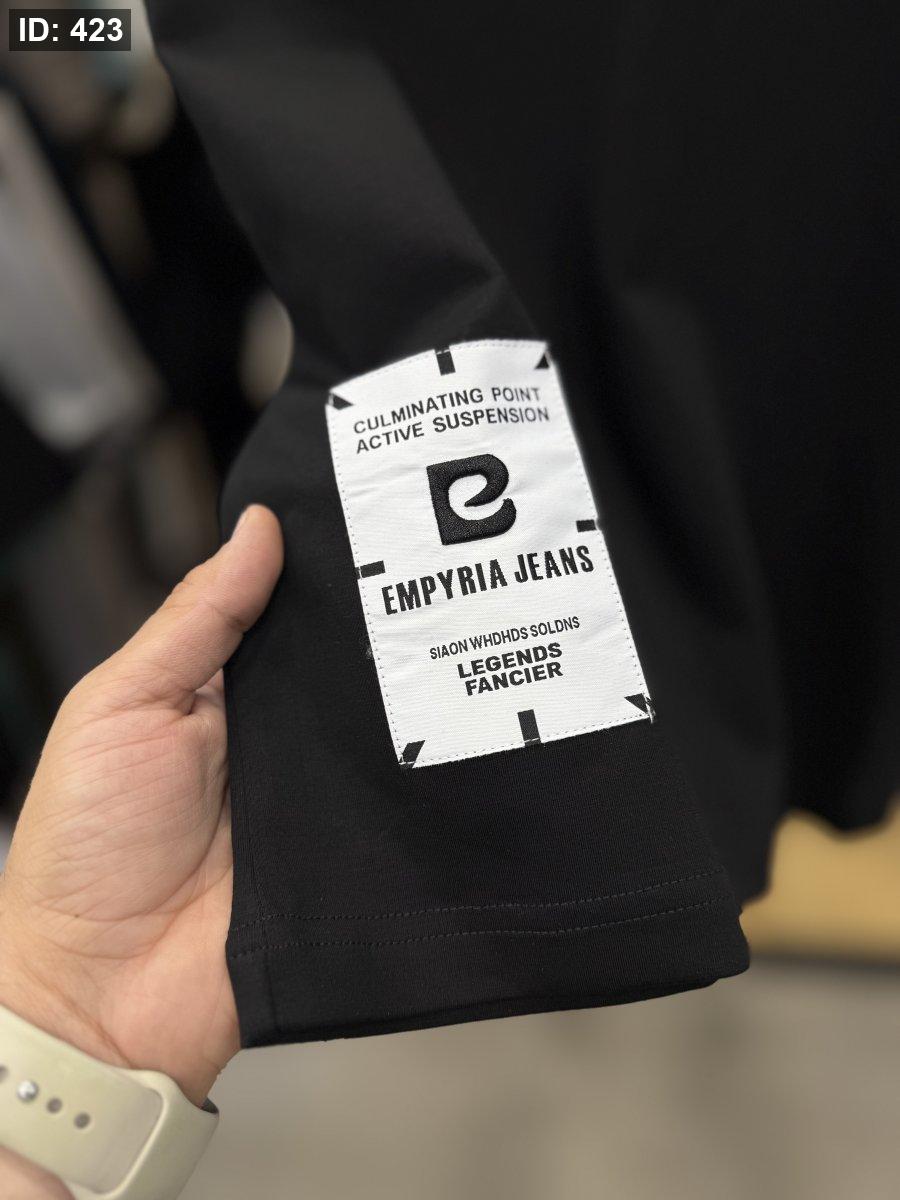 ID: 423
CULMINATING POINT
ACTIVE SUSPENSION
EMPYRIA JEANS
SIAON WHDHDS SOLDNS
LEGENDS
FANCIER